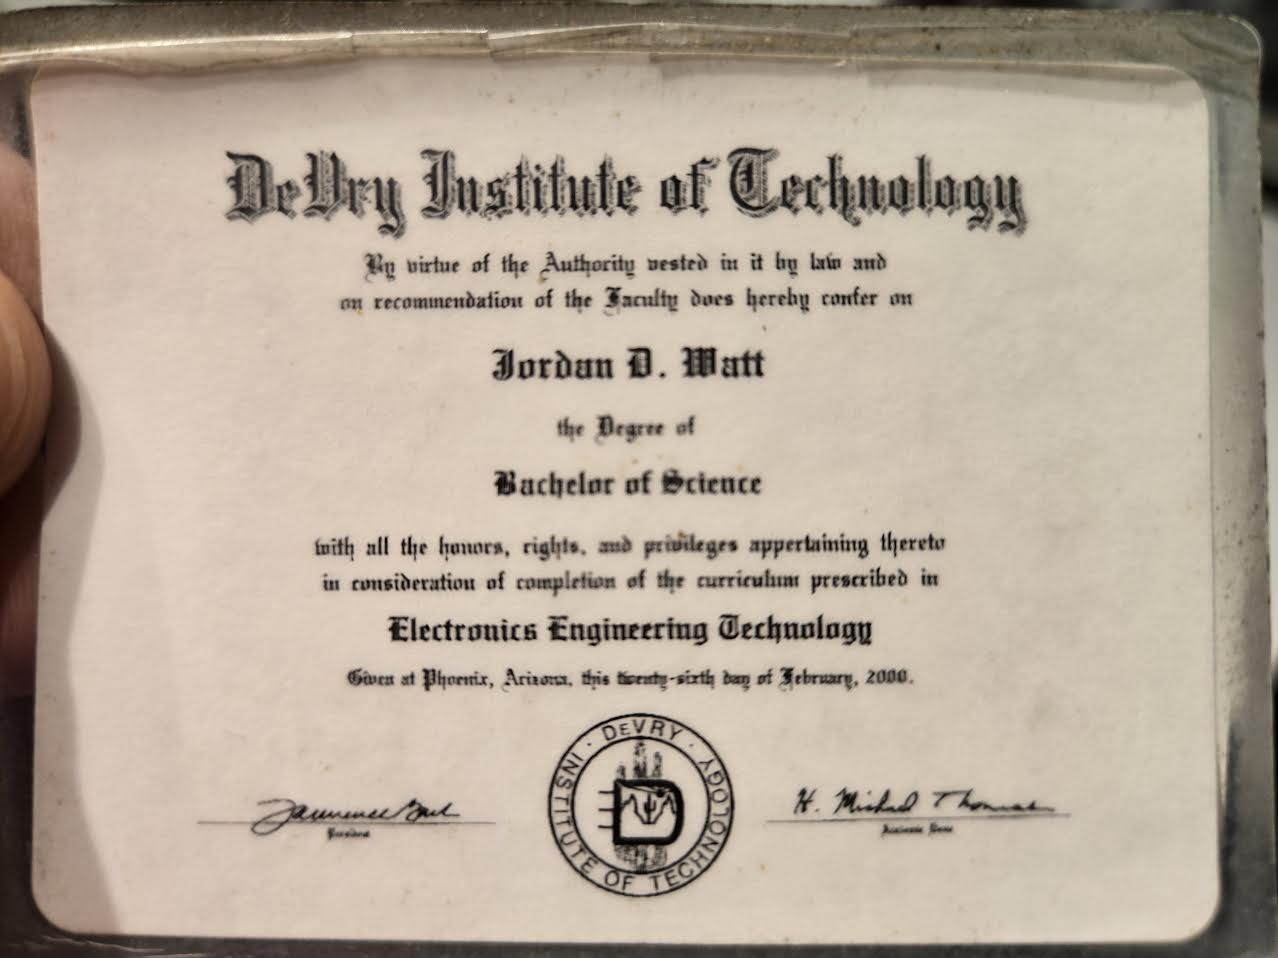 DeVry Institute of Technology
By virtue of the Authority vested in it by law and
on recommendation of the Faculty does hereby confer on
Jordan D. Watt
the Degree of
Bachelor of Science
with all the honors, rights, and privileges appertaining thereto
in consideration of completion of the curriculum prescribed in
Electronics Engineering Technology
Given at Phoenix, Arizona, this twenty-sixth day of February, 2000.
DEVRY · INSTITUTE OF TECHNOLOGY ·
D
H. Michael Thomas
President
Academic Dean